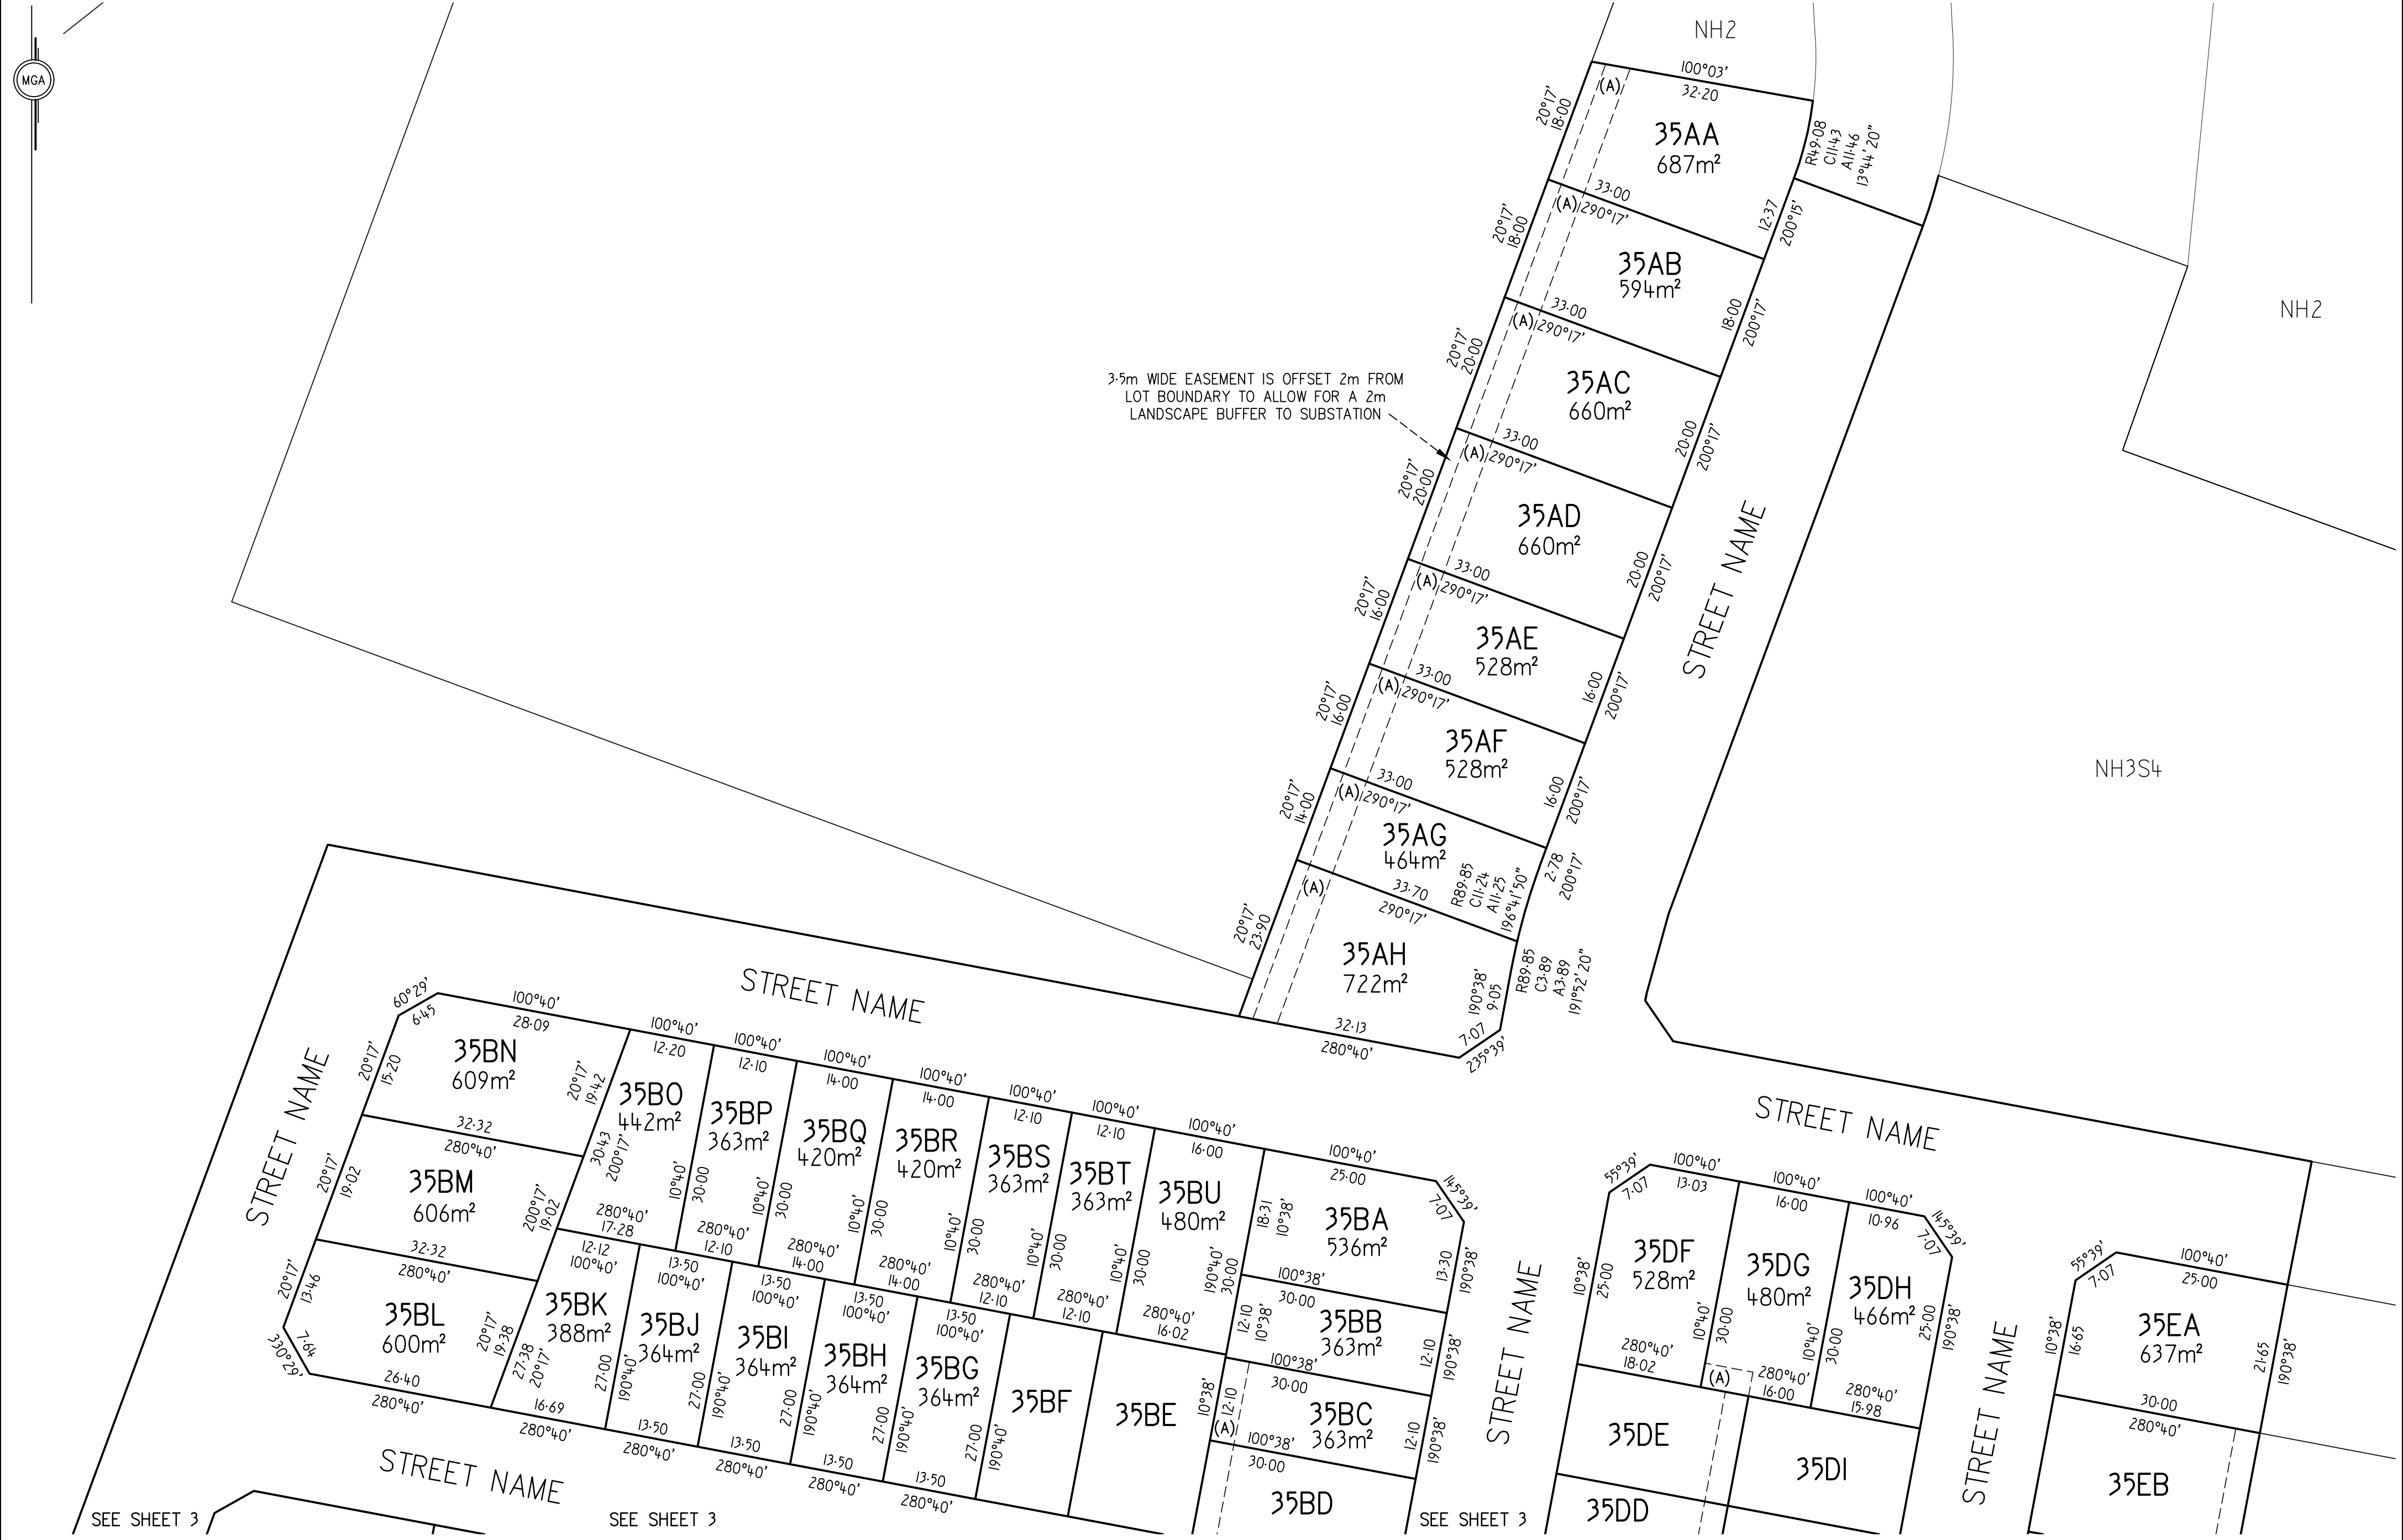 MGA
NH2
100°03'
32·20
(A)
20°17'
18·00
35AA
687m²
R49·08
C11·43
A11·46
13°44'20"
12·37
200°15'
33·00
(A) 290°17'
20°17'
18·00
35AB
594m²
18·00
200°17'
NH2
33·00
(A) 290°17'
20°17'
20·00
35AC
660m²
20·00
200°17'
3·5m WIDE EASEMENT IS OFFSET 2m FROM
LOT BOUNDARY TO ALLOW FOR A 2m
LANDSCAPE BUFFER TO SUBSTATION
33·00
(A) 290°17'
20°17'
20·00
35AD
660m²
20·00
200°17'
STREET NAME
33·00
(A) 290°17'
20°17'
16·00
35AE
528m²
16·00
200°17'
33·00
(A) 290°17'
20°17'
16·00
35AF
528m²
16·00
200°17'
NH3S4
33·00
(A) 290°17'
20°17'
14·00
35AG
464m²
R89·85
C11·24
A11·25
196°41'50"
2·78
200°17'
(A)
33·70
290°17'
20°17'
23·90
35AH
722m²
190°38'
9·05
R89·85
C3·89
A3·89
191°52'20"
32·13
280°40'
7·07
235°39'
STREET NAME
STREET NAME
STREET NAME
60°29'
6·45
100°40'
28·09
20°17'
15·20
35BN
609m²
20°17'
19·42
32·32
280°40'
20°17'
19·02
35BM
606m²
200°17'
19·02
32·32
280°40'
20°17'
13·46
35BL
600m²
20°17'
19·38
7·64
330°29'
26·40
280°40'
100°40'
12·20
35BO
442m²
30·43
200°17'
280°40'
17·28
10°40'
30·00
100°40'
12·10
35BP
363m²
280°40'
12·10
10°40'
30·00
100°40'
14·00
35BQ
420m²
280°40'
14·00
10°40'
30·00
100°40'
14·00
35BR
420m²
280°40'
14·00
10°40'
30·00
100°40'
12·10
35BS
363m²
280°40'
12·10
10°40'
30·00
100°40'
12·10
35BT
363m²
280°40'
12·10
10°40'
30·00
100°40'
16·00
35BU
480m²
280°40'
16·02
190°40'
30·00
100°40'
25·00
145°39'
7·07
18·31
10°38'
35BA
536m²
13·30
190°38'
100°38'
30·00
12·10
10°38'
35BB
363m²
12·10
190°38'
100°38'
30·00
10°38'
12·10
(A)
35BC
363m²
12·10
190°38'
100°38'
30·00
35BD
12·12
100°40'
35BK
388m²
27·38
20°17'
27·00
190°40'
16·69
280°40'
13·50
100°40'
35BJ
364m²
27·00
190°40'
13·50
280°40'
13·50
100°40'
35BI
364m²
27·00
190°40'
13·50
280°40'
13·50
100°40'
35BH
364m²
27·00
190°40'
13·50
280°40'
13·50
100°40'
35BG
364m²
27·00
190°40'
13·50
280°40'
35BF
35BE
STREET NAME
55°39'
7·07
100°40'
13·03
10°38'
25·00
35DF
528m²
10°40'
30·00
280°40'
18·02
100°40'
16·00
35DG
480m²
10°40'
30·00
(A)
280°40'
16·00
100°40'
10·96
145°39'
7·07
35DH
466m²
25·00
190°38'
280°40'
15·98
35DE
35DI
35DD
STREET NAME
55°39'
7·07
100°40'
25·00
10°38'
16·65
35EA
637m²
21·65
190°38'
30·00
280°40'
35EB
STREET NAME
SEE SHEET 3
SEE SHEET 3
SEE SHEET 3